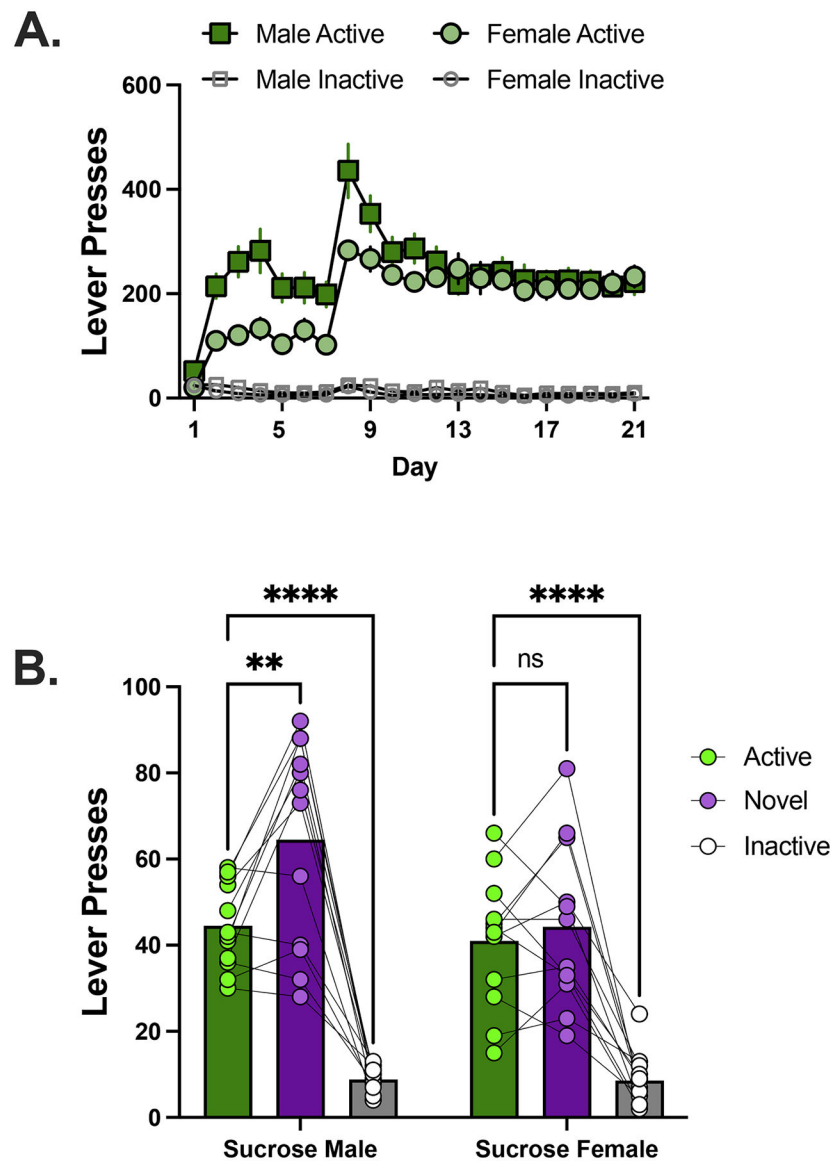 A.
Male Active
Female Active
Male Inactive
Female Inactive
600
400
200
0
Lever Presses
1 5 9 13 17 21
Day
B.
****
**
****
ns
100
80
60
40
20
0
Lever Presses
Active
Novel
Inactive
Sucrose Male
Sucrose Female